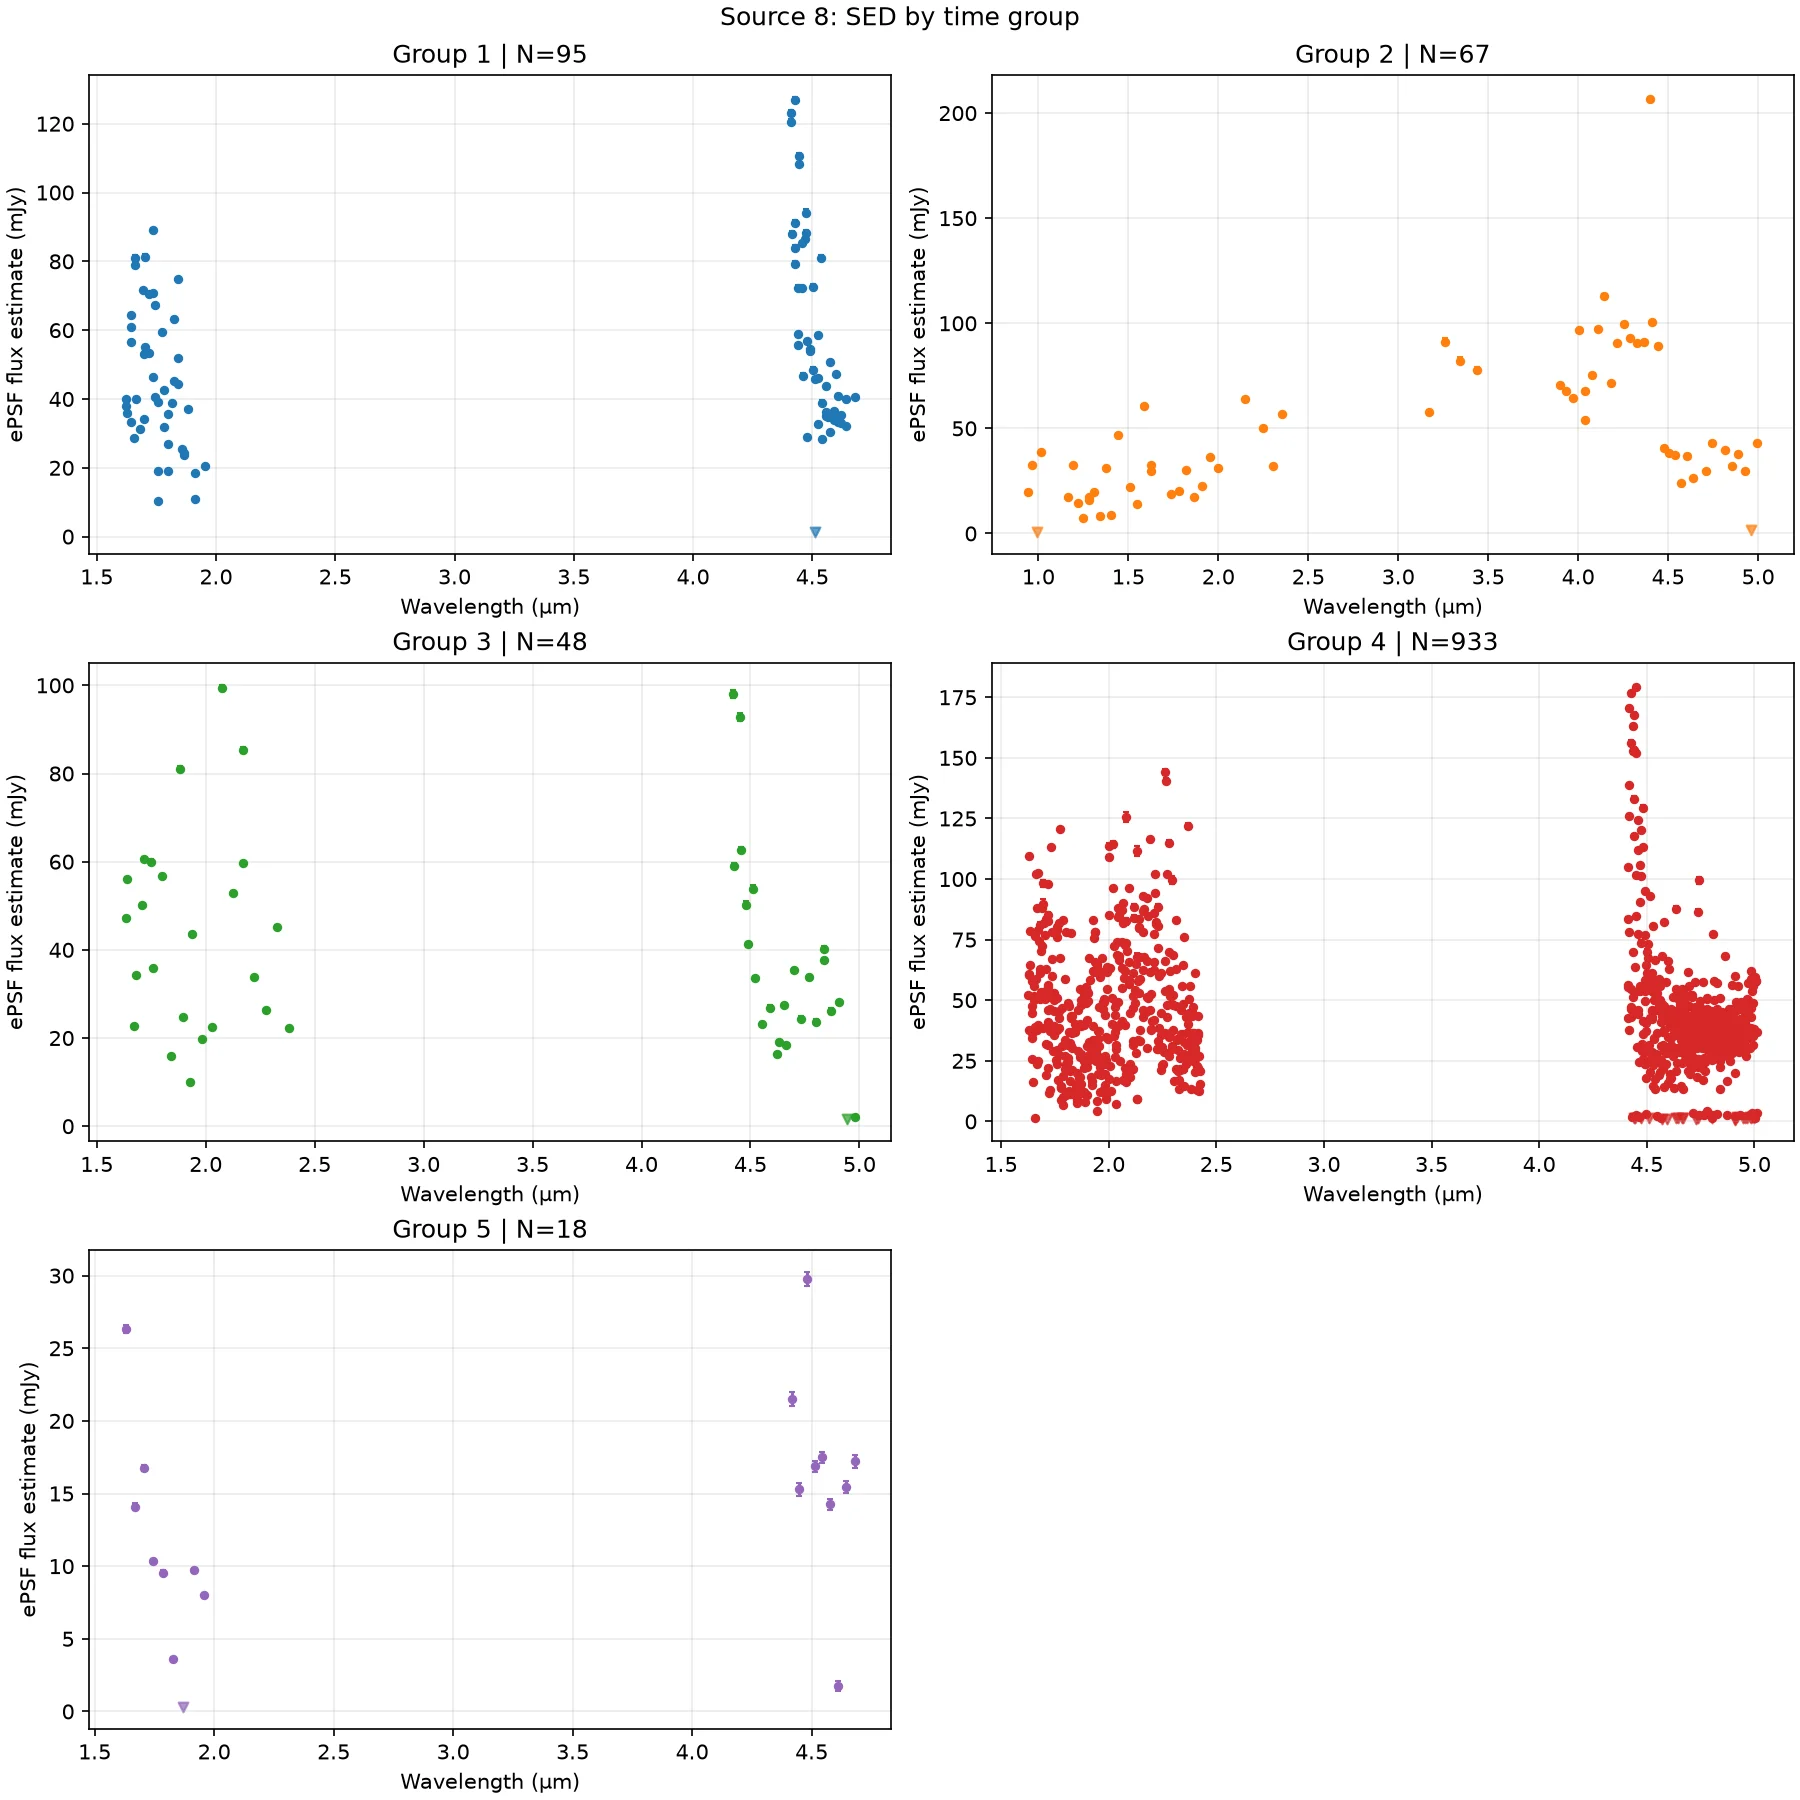 Source 8: SED by time group
Group 1 | N=95
120
100
80
60
40
20
0
ePSF flux estimate (mJy)
1.5 2.0 2.5 3.0 3.5 4.0 4.5
Wavelength (μm)
Group 2 | N=67
200
150
100
50
0
ePSF flux estimate (mJy)
1.0 1.5 2.0 2.5 3.0 3.5 4.0 4.5 5.0
Wavelength (μm)
Group 3 | N=48
100
80
60
40
20
0
ePSF flux estimate (mJy)
1.5 2.0 2.5 3.0 3.5 4.0 4.5 5.0
Wavelength (μm)
Group 4 | N=933
175
150
125
100
75
50
25
0
ePSF flux estimate (mJy)
1.5 2.0 2.5 3.0 3.5 4.0 4.5 5.0
Wavelength (μm)
Group 5 | N=18
30
25
20
15
10
5
0
ePSF flux estimate (mJy)
1.5 2.0 2.5 3.0 3.5 4.0 4.5
Wavelength (μm)